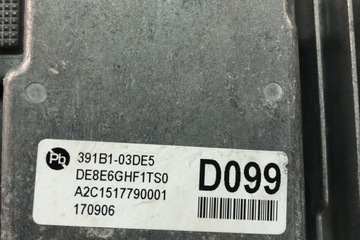 Pb 391B1-03DE5
DE8E6GHF1TS0 D099
A2C1517790001
170906